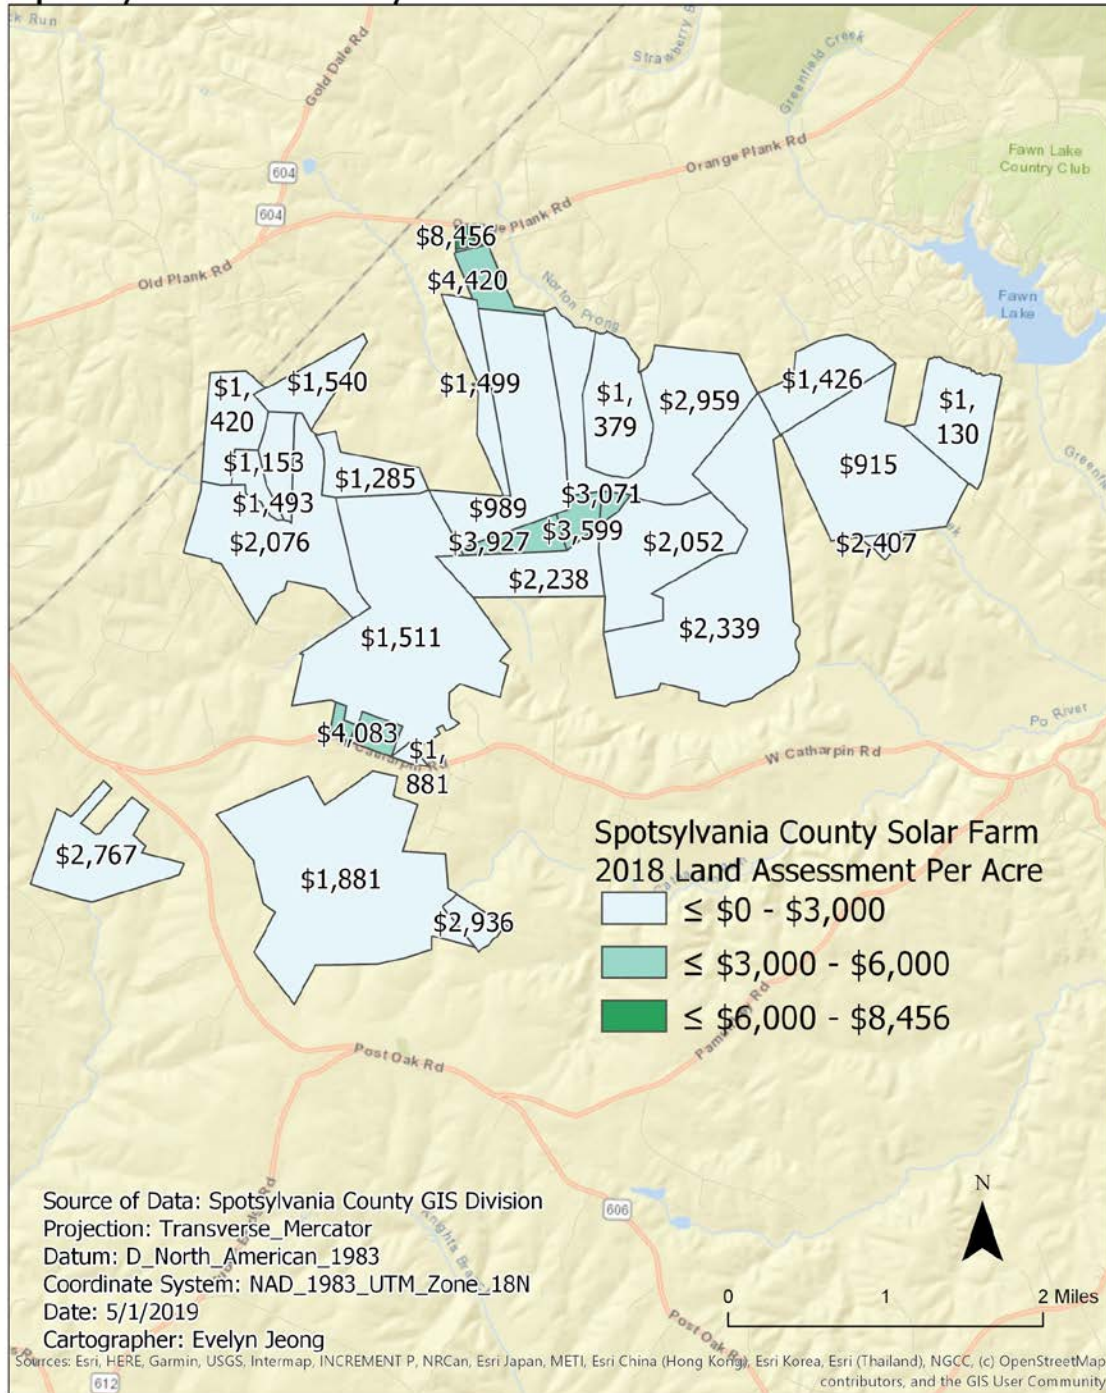 Gold Dale Rd
Strawberry B
Greenfield Creek
604
Orange Plank Rd
Fawn Lake
Country Club
604
Plank Rd
$8,456
Old Plank Rd
$4,420
Norton Prong
Fawn
Lake
$1,540
$1,499
$1,426
$1,
420
$1,
379
$2,959
$1,
130
$1,153
$1,285
$915
$1,493
$989
$3,071
$2,076
$3,927
$3,599
$2,052
$2,407
$2,238
$1,511
$2,339
Po River
$4,083
$1,
881
W Catharpin Rd
$2,767
$1,881
$2,936
Spotsylvania County Solar Farm
2018 Land Assessment Per Acre
≤ $0 - $3,000
≤ $3,000 - $6,000
≤ $6,000 - $8,456
Post Oak Rd
N
Source of Data: Spotsylvania County GIS Division
Projection: Transverse_Mercator
Datum: D_North_American_1983
Coordinate System: NAD_1983_UTM_Zone_18N
Date: 5/1/2019
Cartographer: Evelyn Jeong
606
0 1 2 Miles
Post Oak Rd
Sources: Esri, HERE, Garmin, USGS, Intermap, INCREMENT P, NRCan, Esri Japan, METI, Esri China (Hong Kong), Esri Korea, Esri (Thailand), NGCC, (c) OpenStreetMap
contributors, and the GIS User Community
612